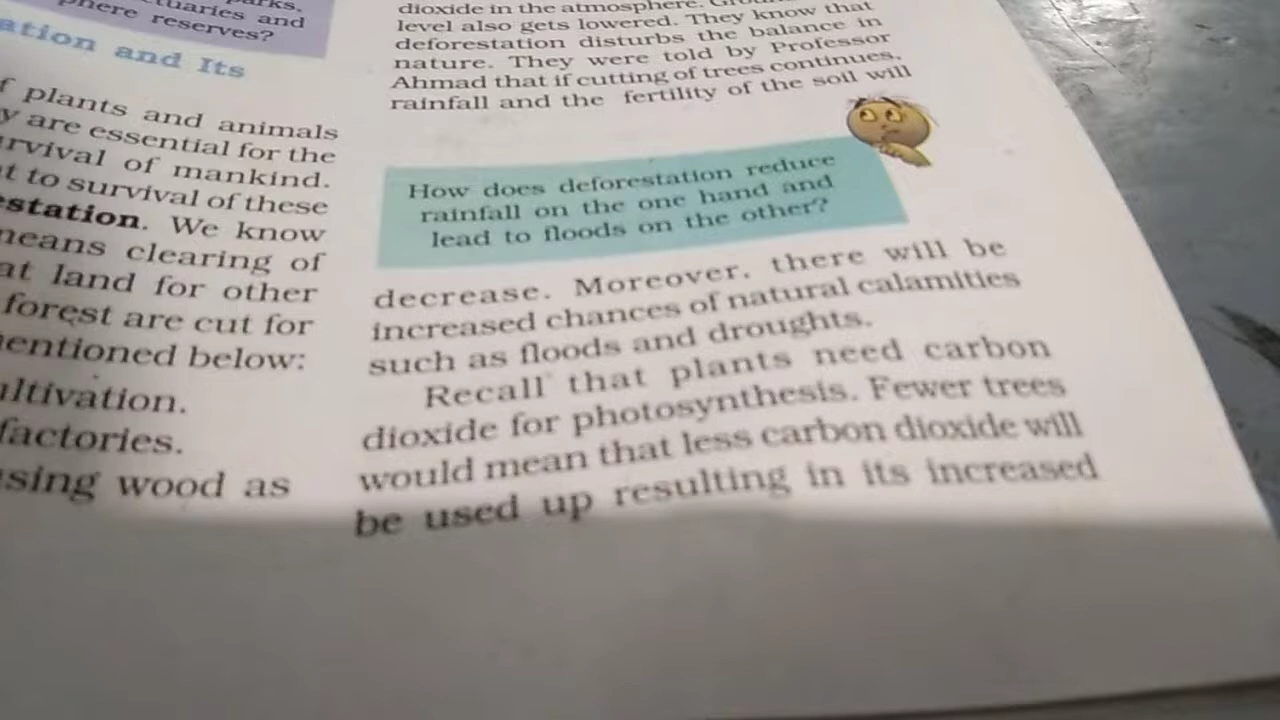 parks,
and
phere reserves?
ation and Its
f plants and animals
y are essential for the
rvival of mankind.
t to survival of these
estation. We know
means clearing of
at land for other
forest are cut for
entioned below:
ultivation.
factories.
sing wood as
dioxide in the atmosphere.
level also gets lowered. They know that
deforestation disturbs the balance in
nature. They were told by Professor
Ahmad that if cutting of trees continues,
rainfall and the fertility of the soil will
How does deforestation reduce
rainfall on the one hand and
lead to floods on the other?
decrease. Moreover, there will be
increased chances of natural calamities
such as floods and droughts.
Recall that plants need carbon
dioxide for photosynthesis. Fewer trees
would mean that less carbon dioxide will
be used up resulting in its increased